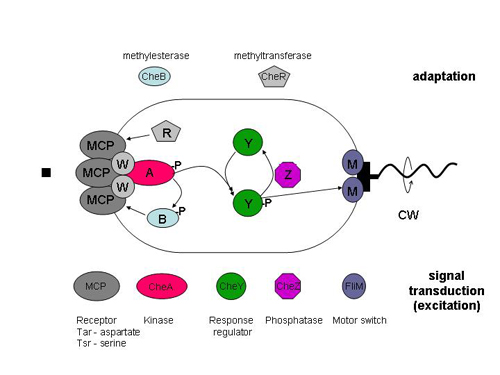 methylesterase
methyltransferase
CheB
CheR
adaptation
MCP
R
W
MCP
A
-P
Y
Z
M
W
MCP
B
-P
Y
-P
M
CW
MCP
CheA
CheY
CheZ
FliM
signal
transduction
(excitation)
Receptor
Kinase
Response
Phosphatase
Motor switch
Tar - aspartate
regulator
Tsr - serine